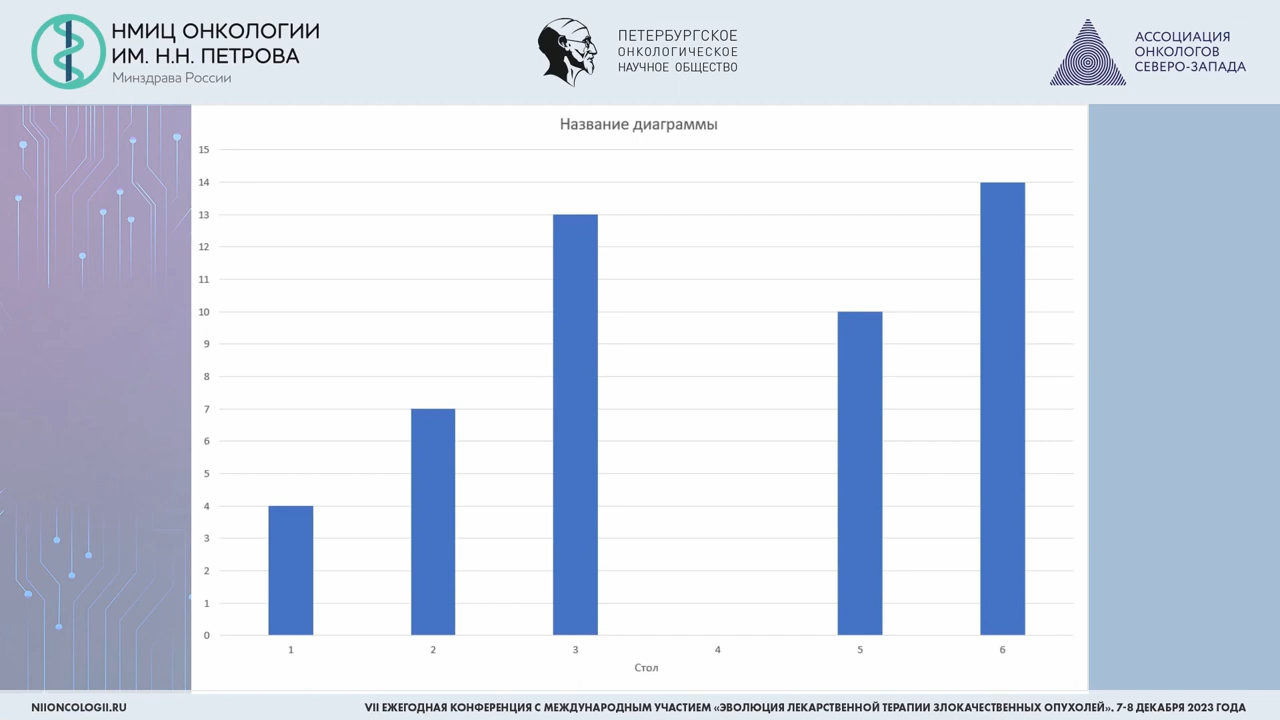 НМИЦ ОНКОЛОГИИ
ИМ. Н.Н. ПЕТРОВА
Минздрава России
ПЕТЕРБУРГСКОЕ
ОНКОЛОГИЧЕСКОЕ
НАУЧНОЕ ОБЩЕСТВО
АССОЦИАЦИЯ
ОНКОЛОГОВ
СЕВЕРО-ЗАПАДА
Название диаграммы
15
14
13
12
11
10
9
8
7
6
5
4
3
2
1
0
1 2 3 4 5 6
Стол
NIIONCOLOGII.RU
VII ЕЖЕГОДНАЯ КОНФЕРЕНЦИЯ С МЕЖДУНАРОДНЫМ УЧАСТИЕМ «ЭВОЛЮЦИЯ ЛЕКАРСТВЕННОЙ ТЕРАПИИ ЗЛОКАЧЕСТВЕННЫХ ОПУХОЛЕЙ». 7-8 ДЕКАБРЯ 2023 ГОДА